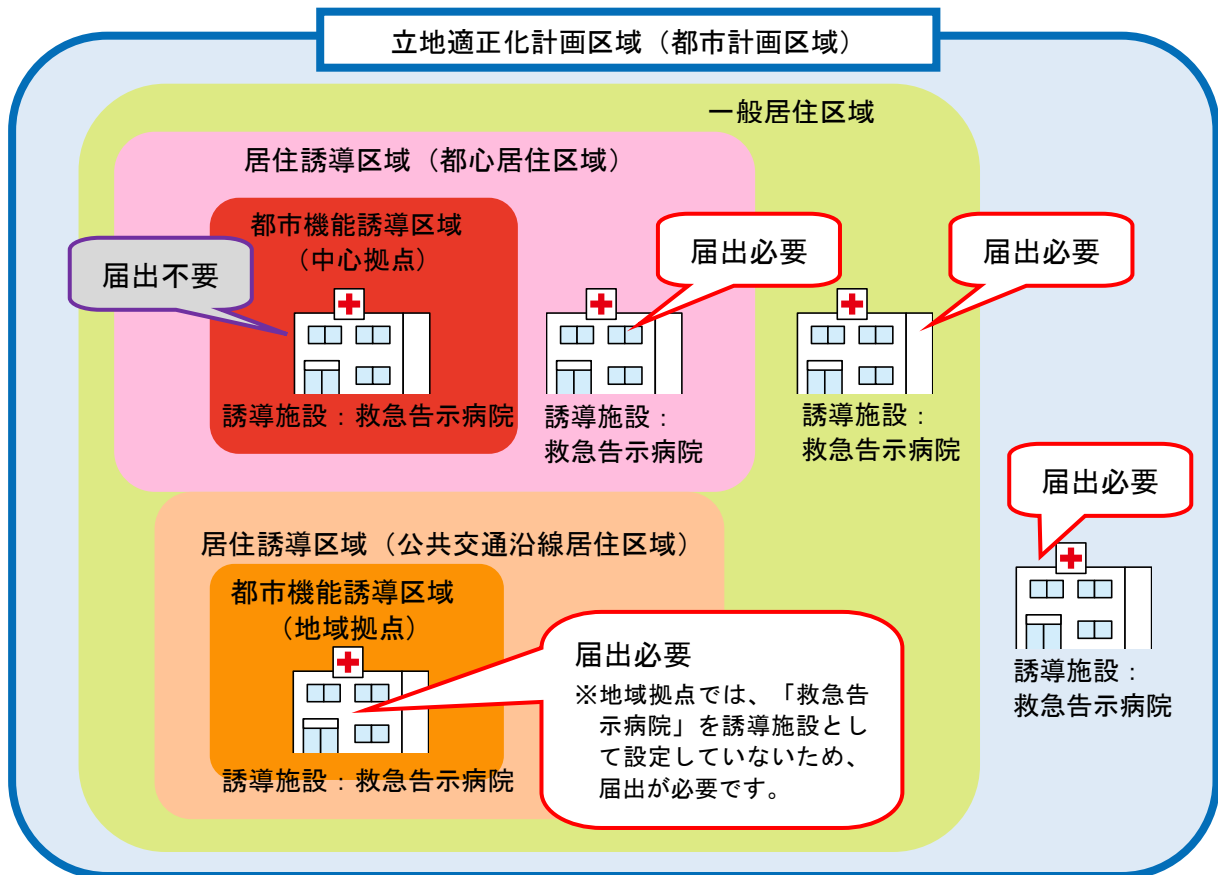 立地適正化計画区域（都市計画区域）
一般居住区域
居住誘導区域（都心居住区域）
都市機能誘導区域
（中心拠点）
届出不要
届出必要
届出必要
誘導施設：救急告示病院
誘導施設：
救急告示病院
誘導施設：
救急告示病院
届出必要
誘導施設：
救急告示病院
居住誘導区域（公共交通沿線居住区域）
都市機能誘導区域
（地域拠点）
誘導施設：救急告示病院
届出必要
※地域拠点では、「救急告
示病院」を誘導施設とし
て設定していないため、
届出が必要です。